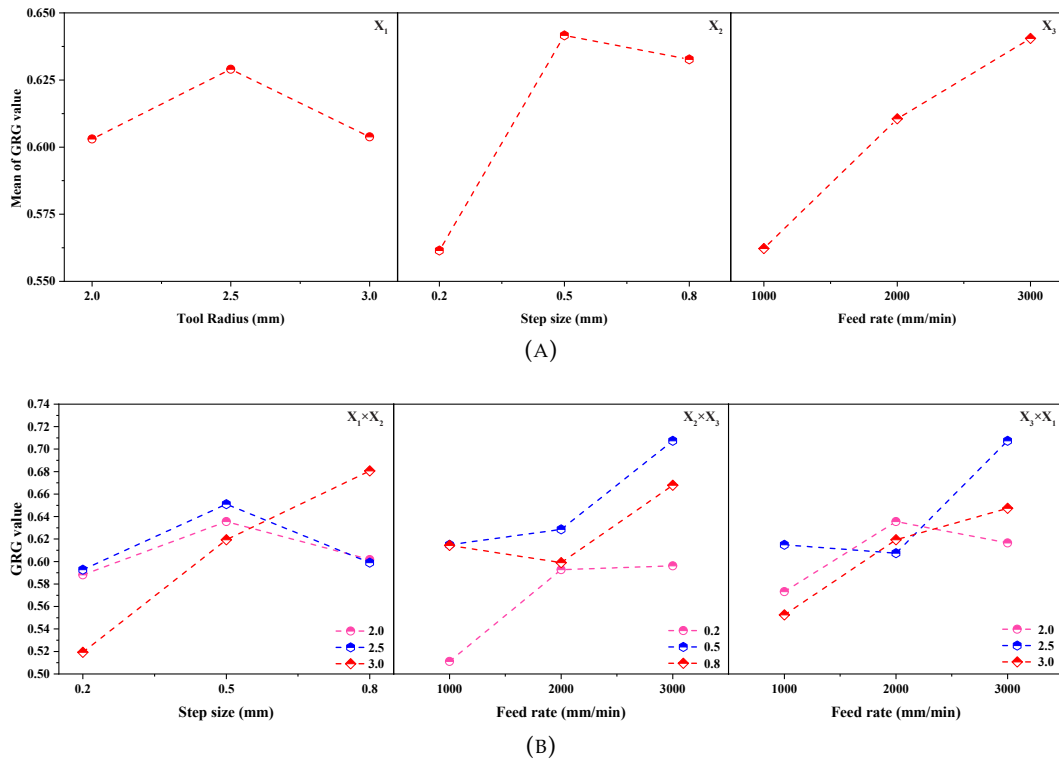 0.650
0.625
0.600
0.575
0.550
Mean of GRG value
X1
2.0 2.5 3.0
Tool Radius (mm)
X2
0.2 0.5 0.8
Step size (mm)
X3
1000 2000 3000
Feed rate (mm/min)
(A)
0.74
0.72
0.70
0.68
0.66
0.64
0.62
0.60
0.58
0.56
0.54
0.52
0.50
GRG value
X1×X2
2.0
2.5
3.0
0.2 0.5 0.8
Step size (mm)
X2×X3
0.2
0.5
0.8
1000 2000 3000
Feed rate (mm/min)
X3×X1
2.0
2.5
3.0
1000 2000 3000
Feed rate (mm/min)
(B)